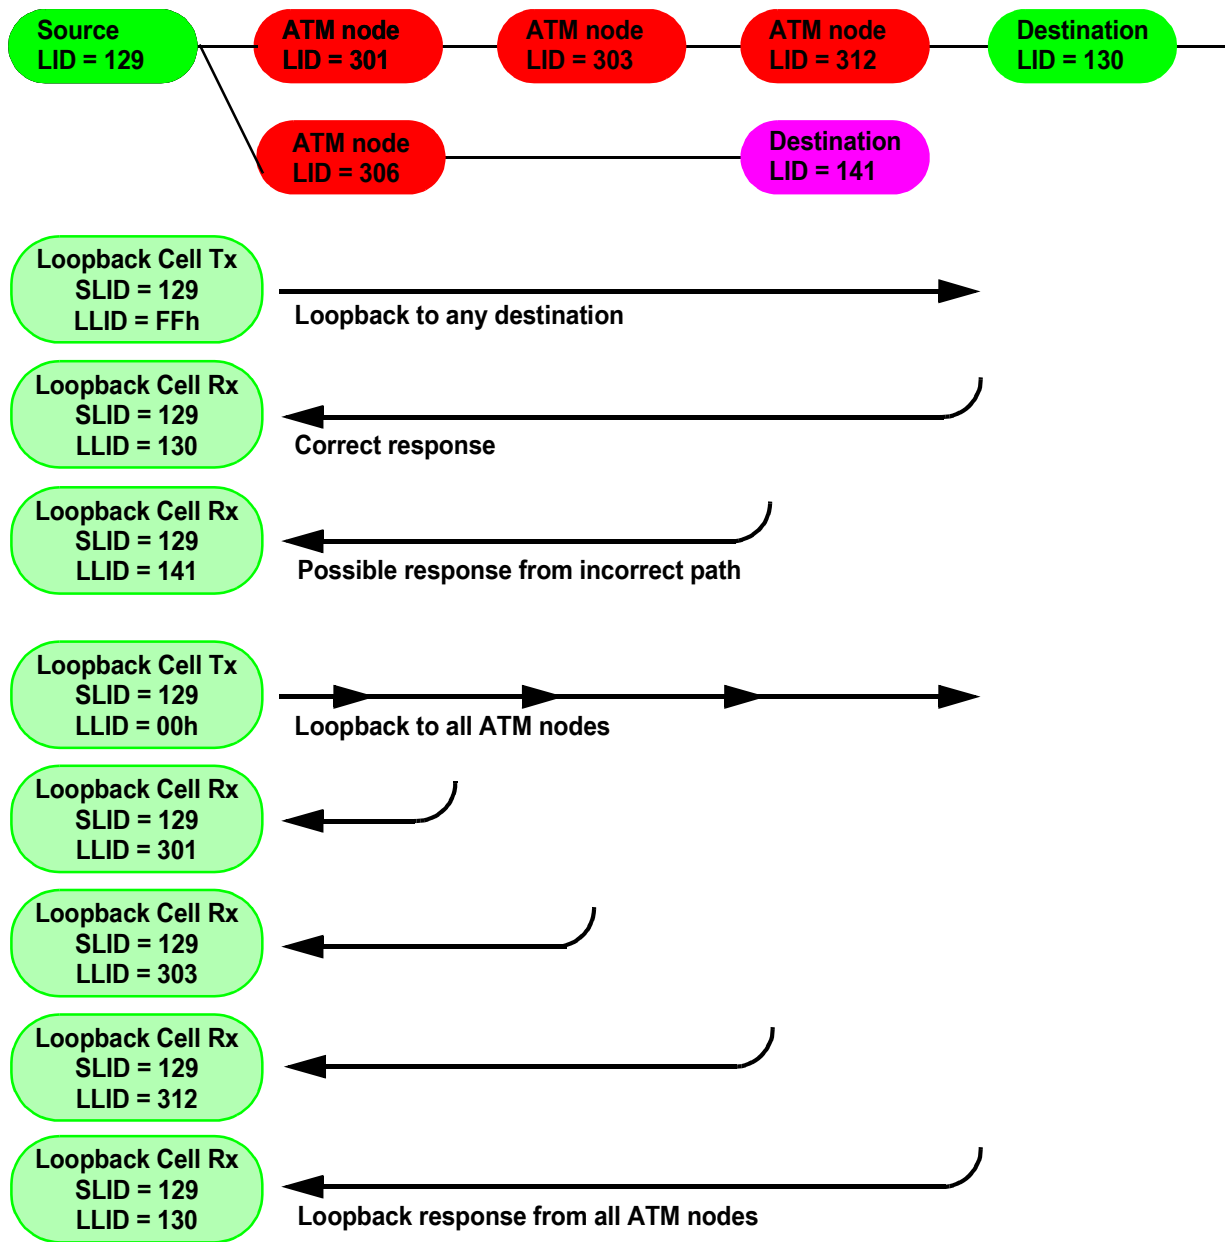 Source
LID = 129
ATM node
LID = 301
ATM node
LID = 303
ATM node
LID = 312
Destination
LID = 130
ATM node
LID = 306
Destination
LID = 141
Loopback Cell Tx
SLID = 129
LLID = FFh
Loopback to any destination
Loopback Cell Rx
SLID = 129
LLID = 130
Correct response
Loopback Cell Rx
SLID = 129
LLID = 141
Possible response from incorrect path
Loopback Cell Tx
SLID = 129
LLID = 00h
Loopback to all ATM nodes
Loopback Cell Rx
SLID = 129
LLID = 301
Loopback Cell Rx
SLID = 129
LLID = 303
Loopback Cell Rx
SLID = 129
LLID = 312
Loopback Cell Rx
SLID = 129
LLID = 130
Loopback response from all ATM nodes